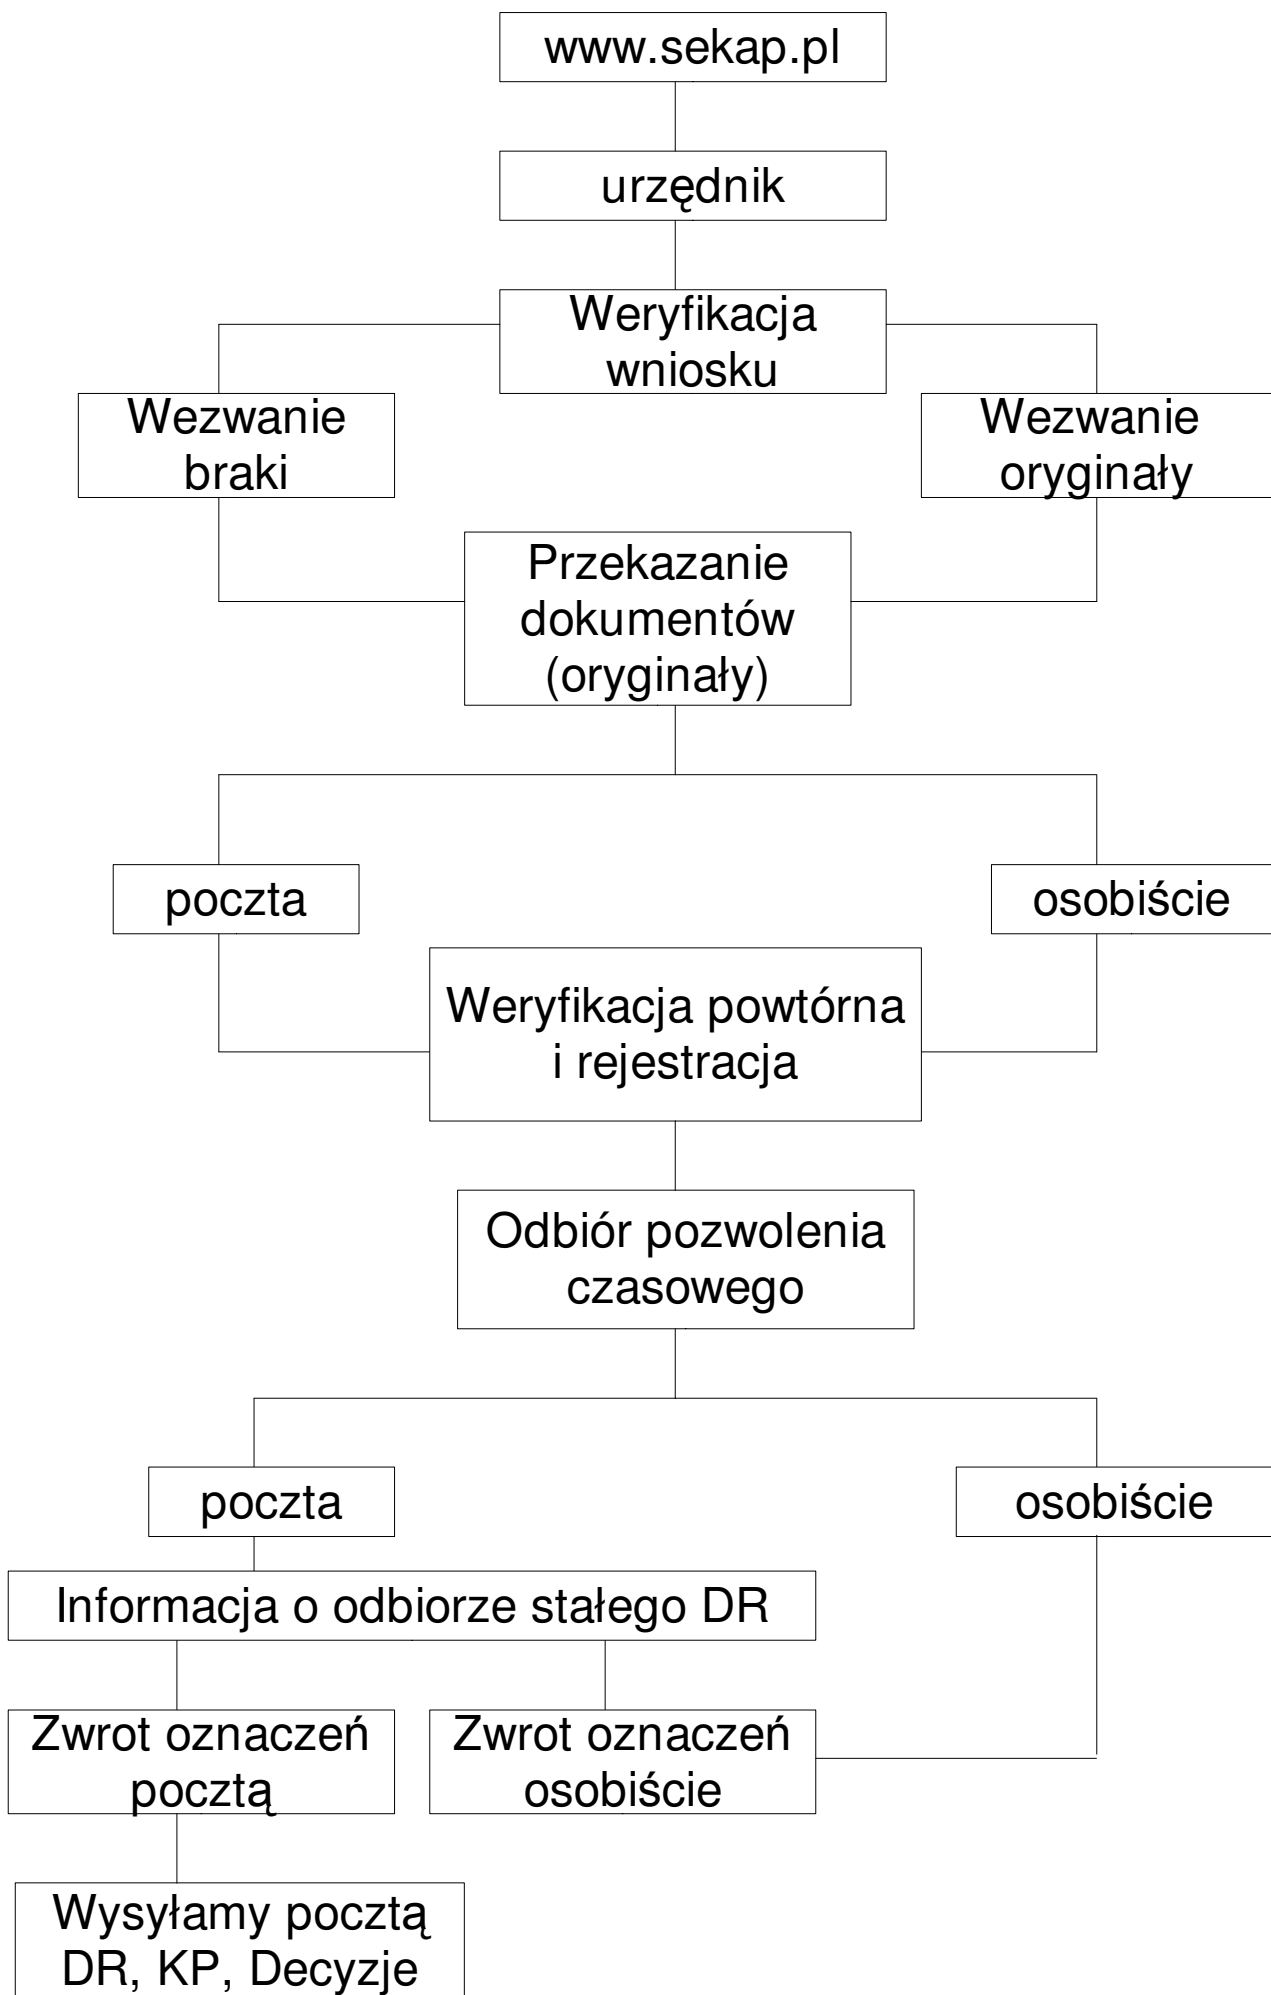 www.sekap.pl
urzędnik
Weryfikacja
wniosku
Wezwanie
braki
Wezwanie
oryginały
Przekazanie
dokumentów
(oryginały)
poczta
osobiście
Weryfikacja powtórna
i rejestracja
Odbiór pozwolenia
czasowego
poczta
osobiście
Informacja o odbiorze stałego DR
Zwrot oznaczeń
pocztą
Zwrot oznaczeń
osobiście
Wysyłamy pocztą
DR, KP, Decyzje